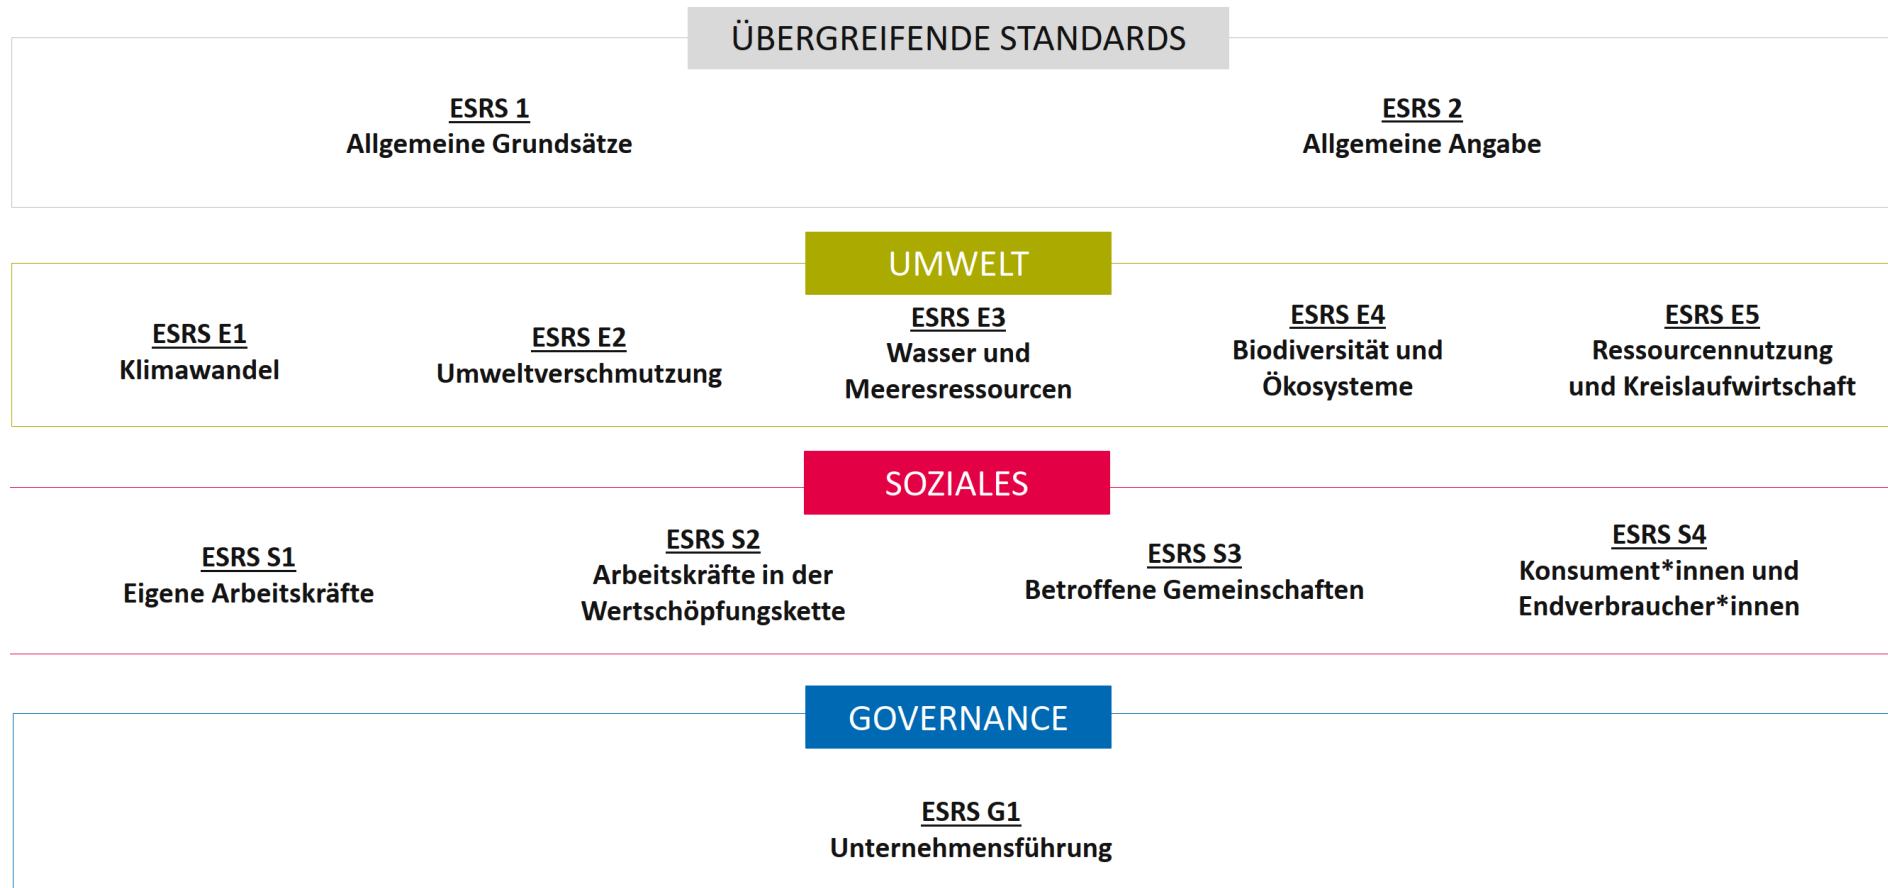 ÜBERGREIFENDE STANDARDS
ESRS 1
Allgemeine Grundsätze
ESRS 2
Allgemeine Angabe
UMWELT
ESRS E1
Klimawandel
ESRS E2
Umweltverschmutzung
ESRS E3
Wasser und
Meeresressourcen
ESRS E4
Biodiversität und
Ökosysteme
ESRS E5
Ressourcennutzung
und Kreislaufwirtschaft
SOZIALES
ESRS S1
Eigene Arbeitskräfte
ESRS S2
Arbeitskräfte in der
Wertschöpfungskette
ESRS S3
Betroffene Gemeinschaften
ESRS S4
Konsument*innen und
Endverbraucher*innen
GOVERNANCE
ESRS G1
Unternehmensführung